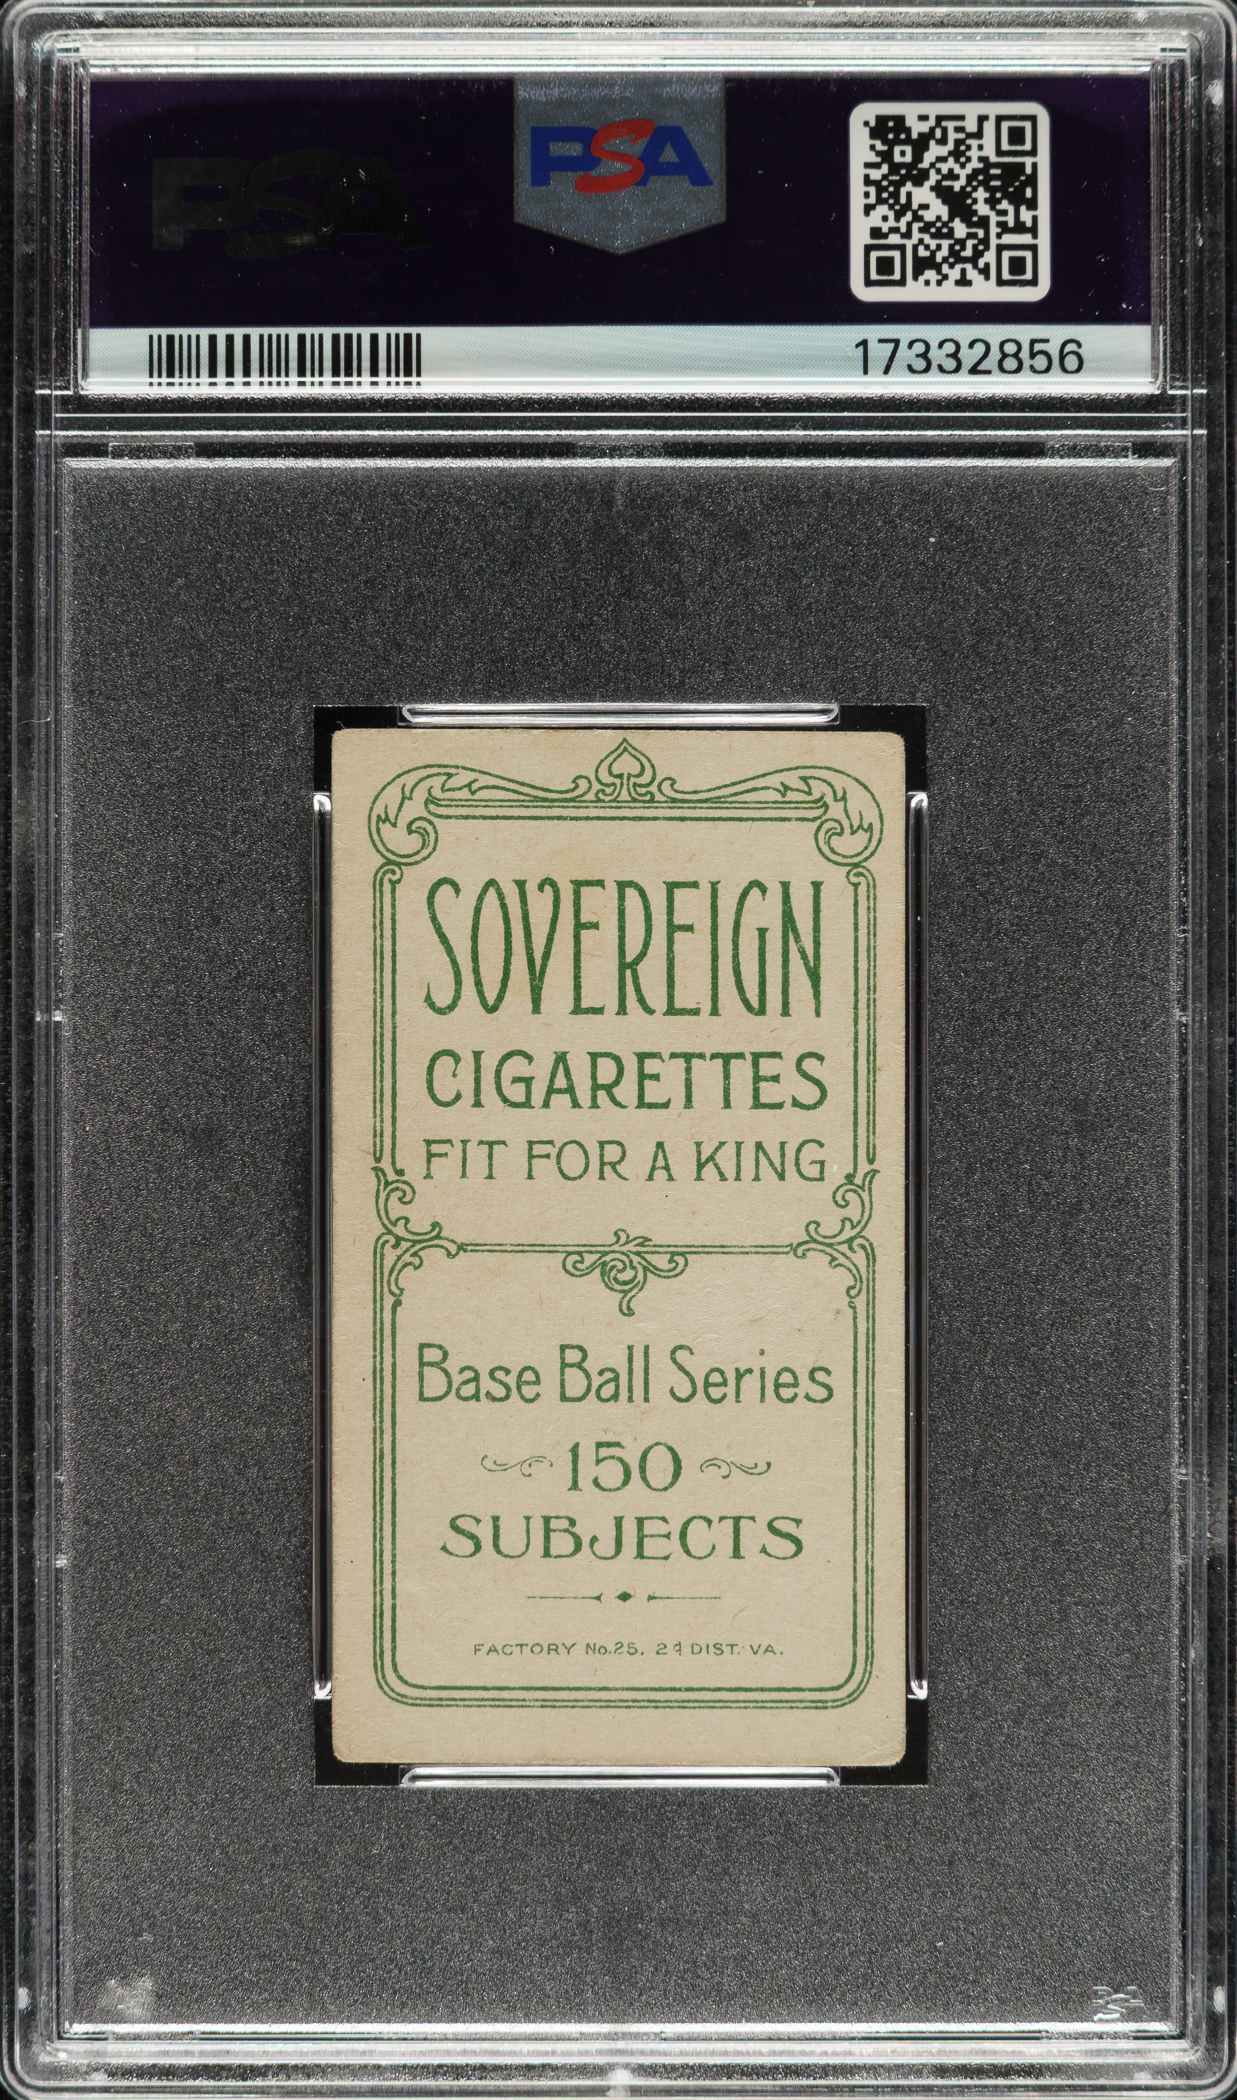 PSA
PSA
17332856
SOVEREIGN
CIGARETTES
FIT FOR A KING
Base Ball Series
150
SUBJECTS
FACTORY No.25. 2d DIST. VA.